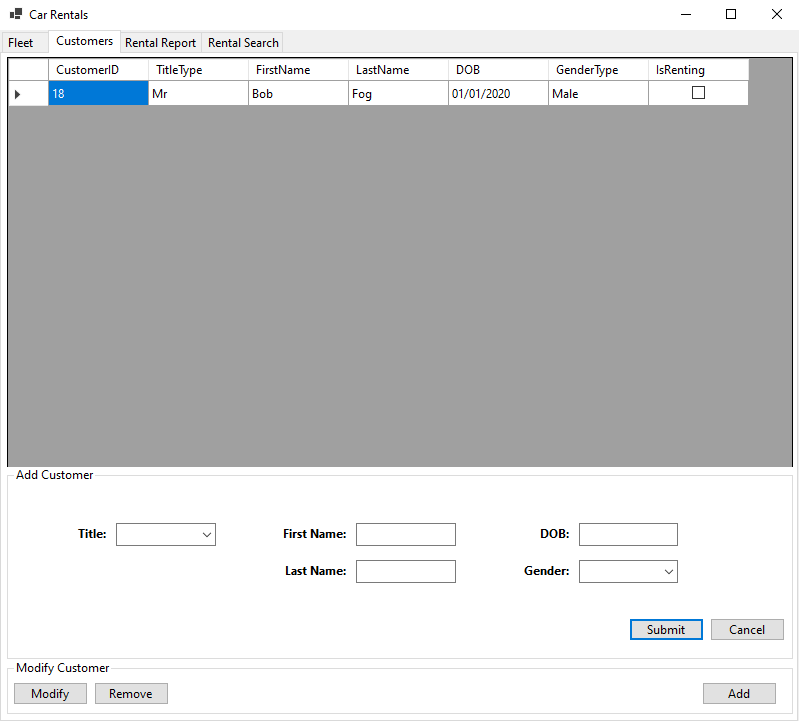 Car Rentals
Fleet Customers Rental Report Rental Search
CustomerID TitleType FirstName LastName DOB GenderType IsRenting
18 Mr Bob Fog 01/01/2020 Male
Add Customer
Title: First Name: DOB:
Last Name: Gender:
Submit Cancel
Modify Customer
Modify Remove Add